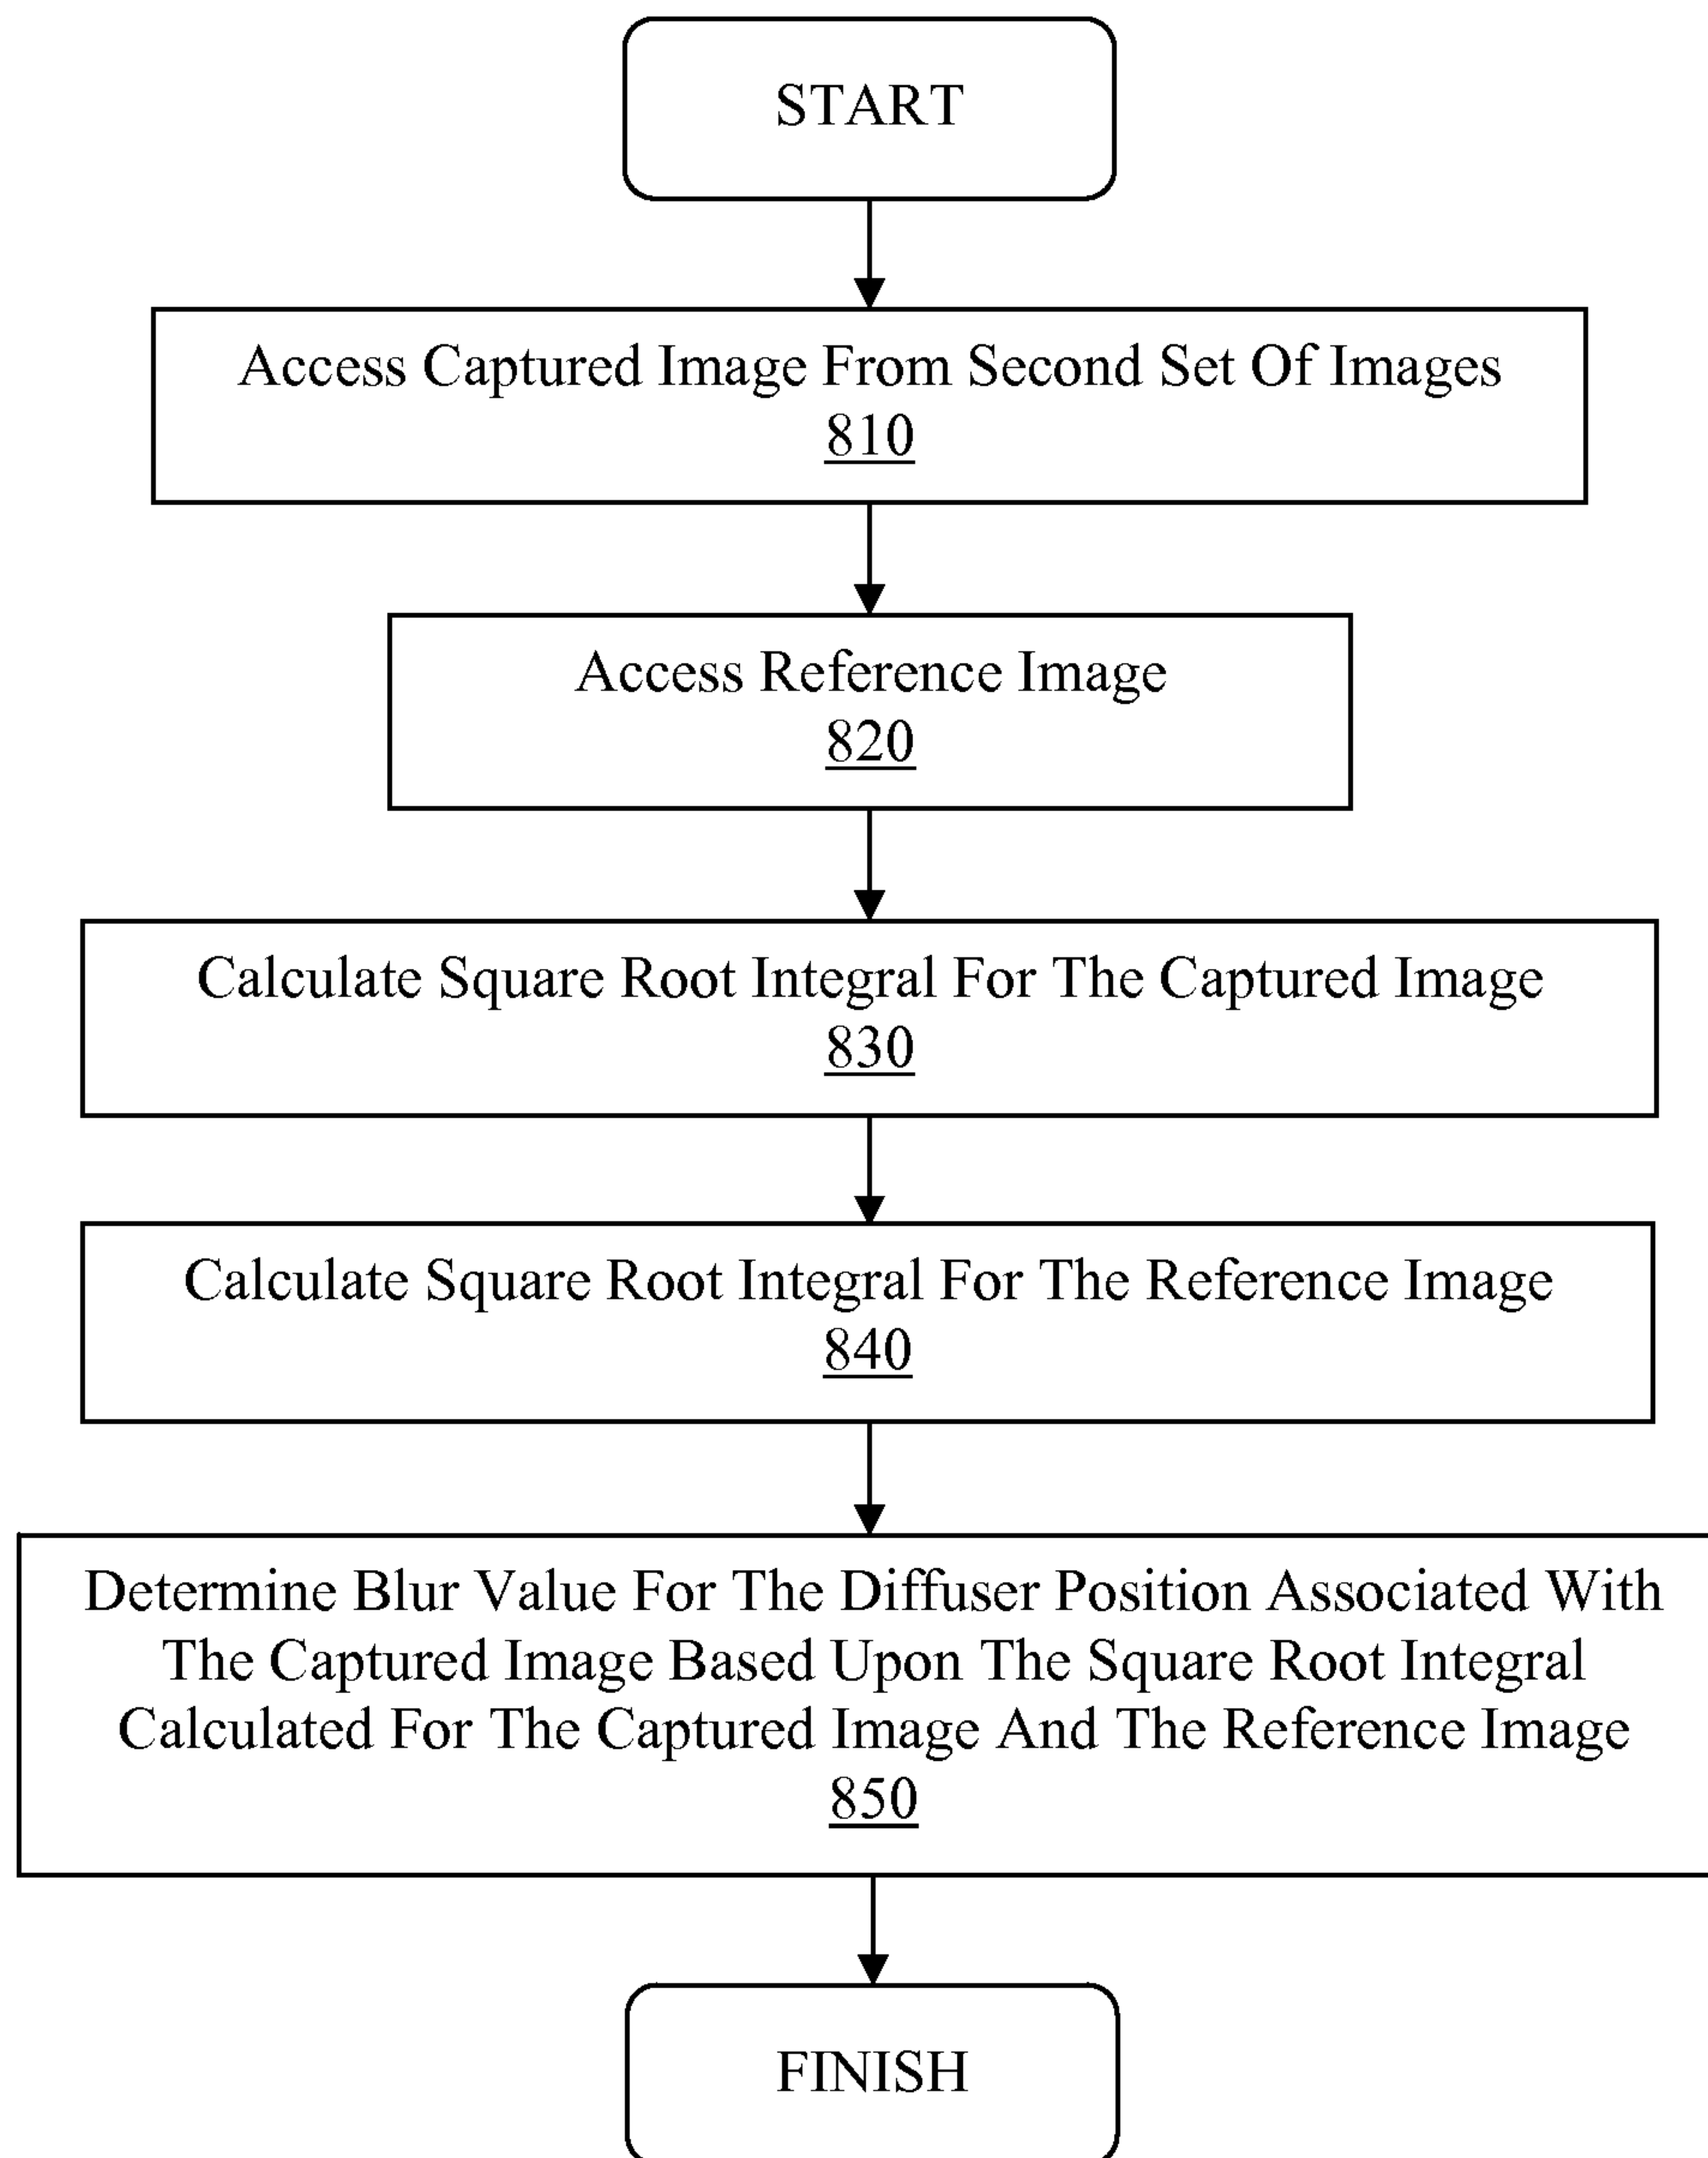 START
Access Captured Image From Second Set Of Images
810
Access Reference Image
820
Calculate Square Root Integral For The Captured Image
830
Calculate Square Root Integral For The Reference Image
840
Determine Blur Value For The Diffuser Position Associated With
The Captured Image Based Upon The Square Root Integral
Calculated For The Captured Image And The Reference Image
850
FINISH